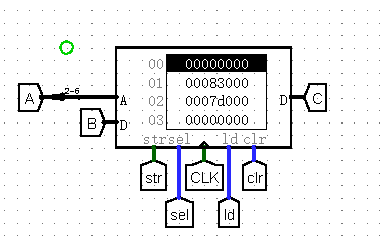 00 00000000
01 00083000
A 2-6 A 02 0007d000 D C
B D 03 00000000
str sel ld clr
str CLK clr
sel ld